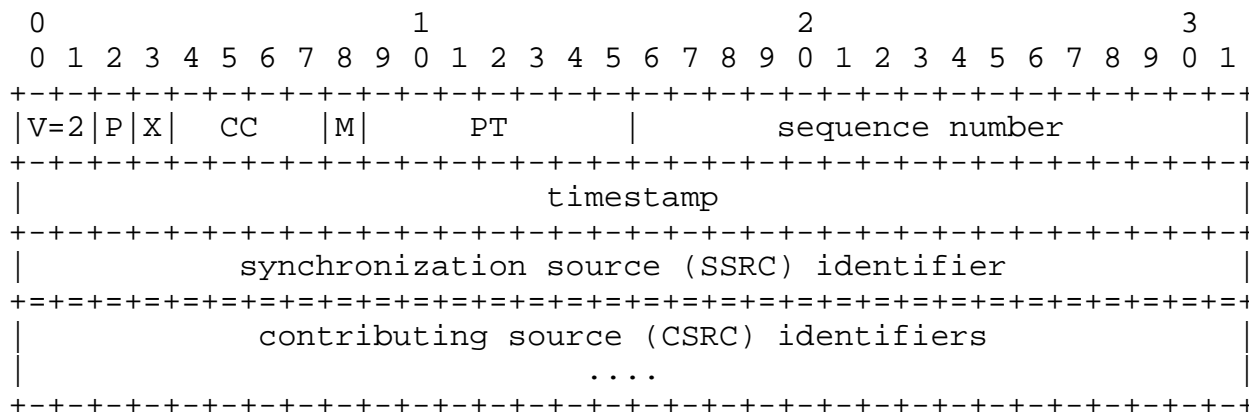 0                   1                   2                   3
0 1 2 3 4 5 6 7 8 9 0 1 2 3 4 5 6 7 8 9 0 1 2 3 4 5 6 7 8 9 0 1
+-+-+-+-+-+-+-+-+-+-+-+-+-+-+-+-+-+-+-+-+-+-+-+-+-+-+-+-+-+-+-+-+
|V=2|P|X|  CC   |M|     PT      |       sequence number         |
+-+-+-+-+-+-+-+-+-+-+-+-+-+-+-+-+-+-+-+-+-+-+-+-+-+-+-+-+-+-+-+-+
|                           timestamp                           |
+-+-+-+-+-+-+-+-+-+-+-+-+-+-+-+-+-+-+-+-+-+-+-+-+-+-+-+-+-+-+-+-+
|           synchronization source (SSRC) identifier            |
+=+=+=+=+=+=+=+=+=+=+=+=+=+=+=+=+=+=+=+=+=+=+=+=+=+=+=+=+=+=+=+=+
|            contributing source (CSRC) identifiers             |
|                             ....                              |
+-+-+-+-+-+-+-+-+-+-+-+-+-+-+-+-+-+-+-+-+-+-+-+-+-+-+-+-+-+-+-+-+